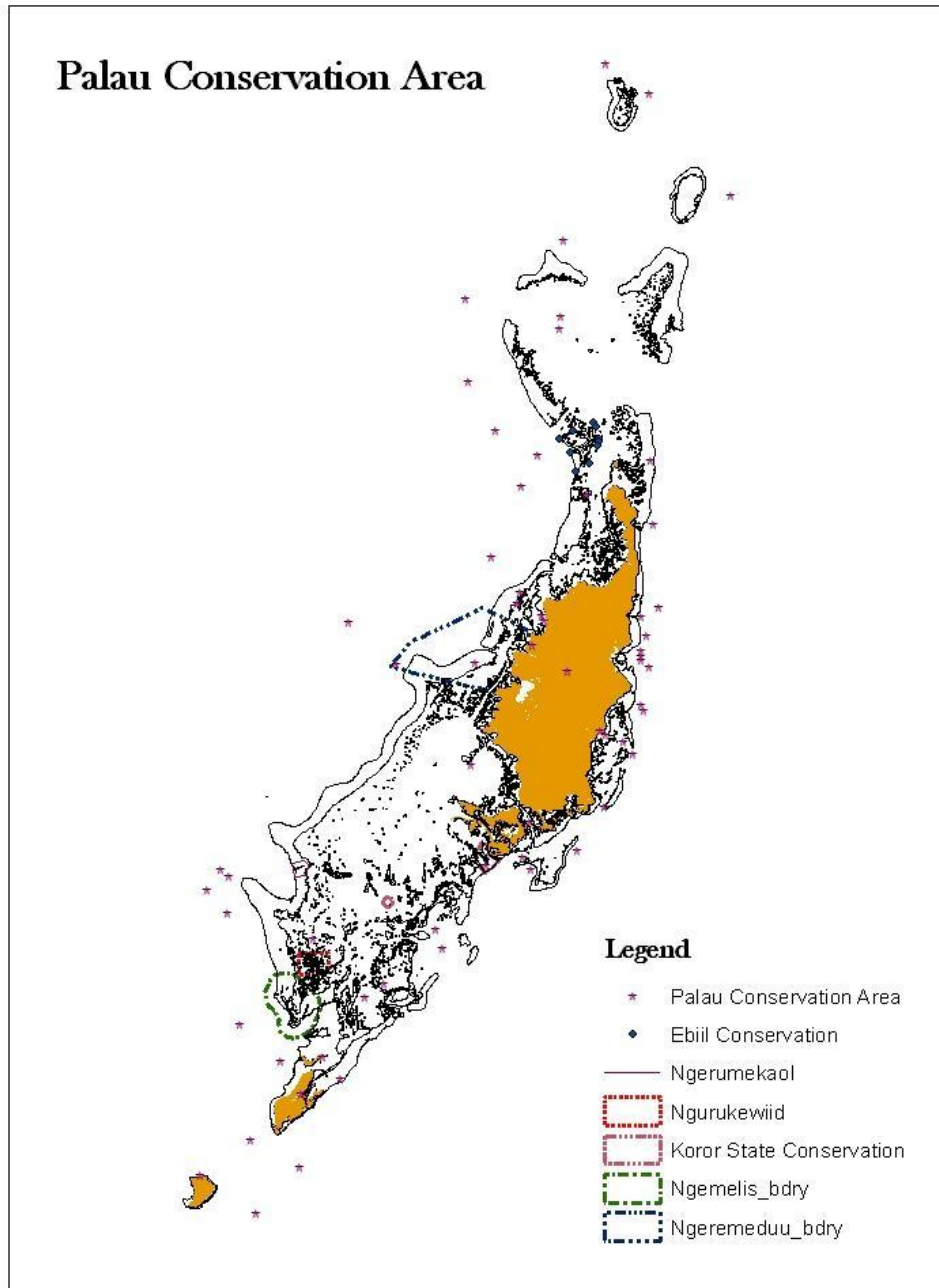 Palau Conservation Area
Legend
Palau Conservation Area
Ebiil Conservation
Ngerumekaol
Ngurukewiid
Koror State Conservation
Ngemelis_bdry
Ngeremeduu_bdry